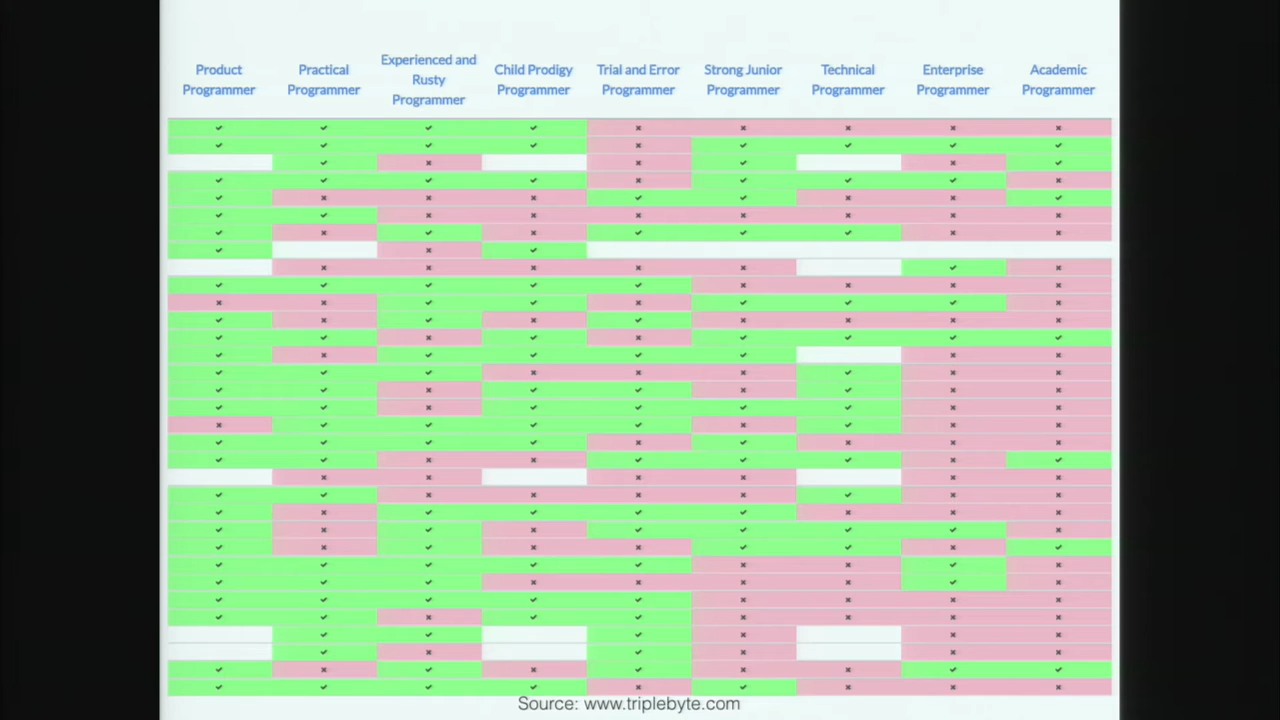 Product Programmer
Practical Programmer
Experienced and Rusty Programmer
Child Prodigy Programmer
Trial and Error Programmer
Strong Junior Programmer
Technical Programmer
Enterprise Programmer
Academic Programmer
Source: www.triplebyte.com